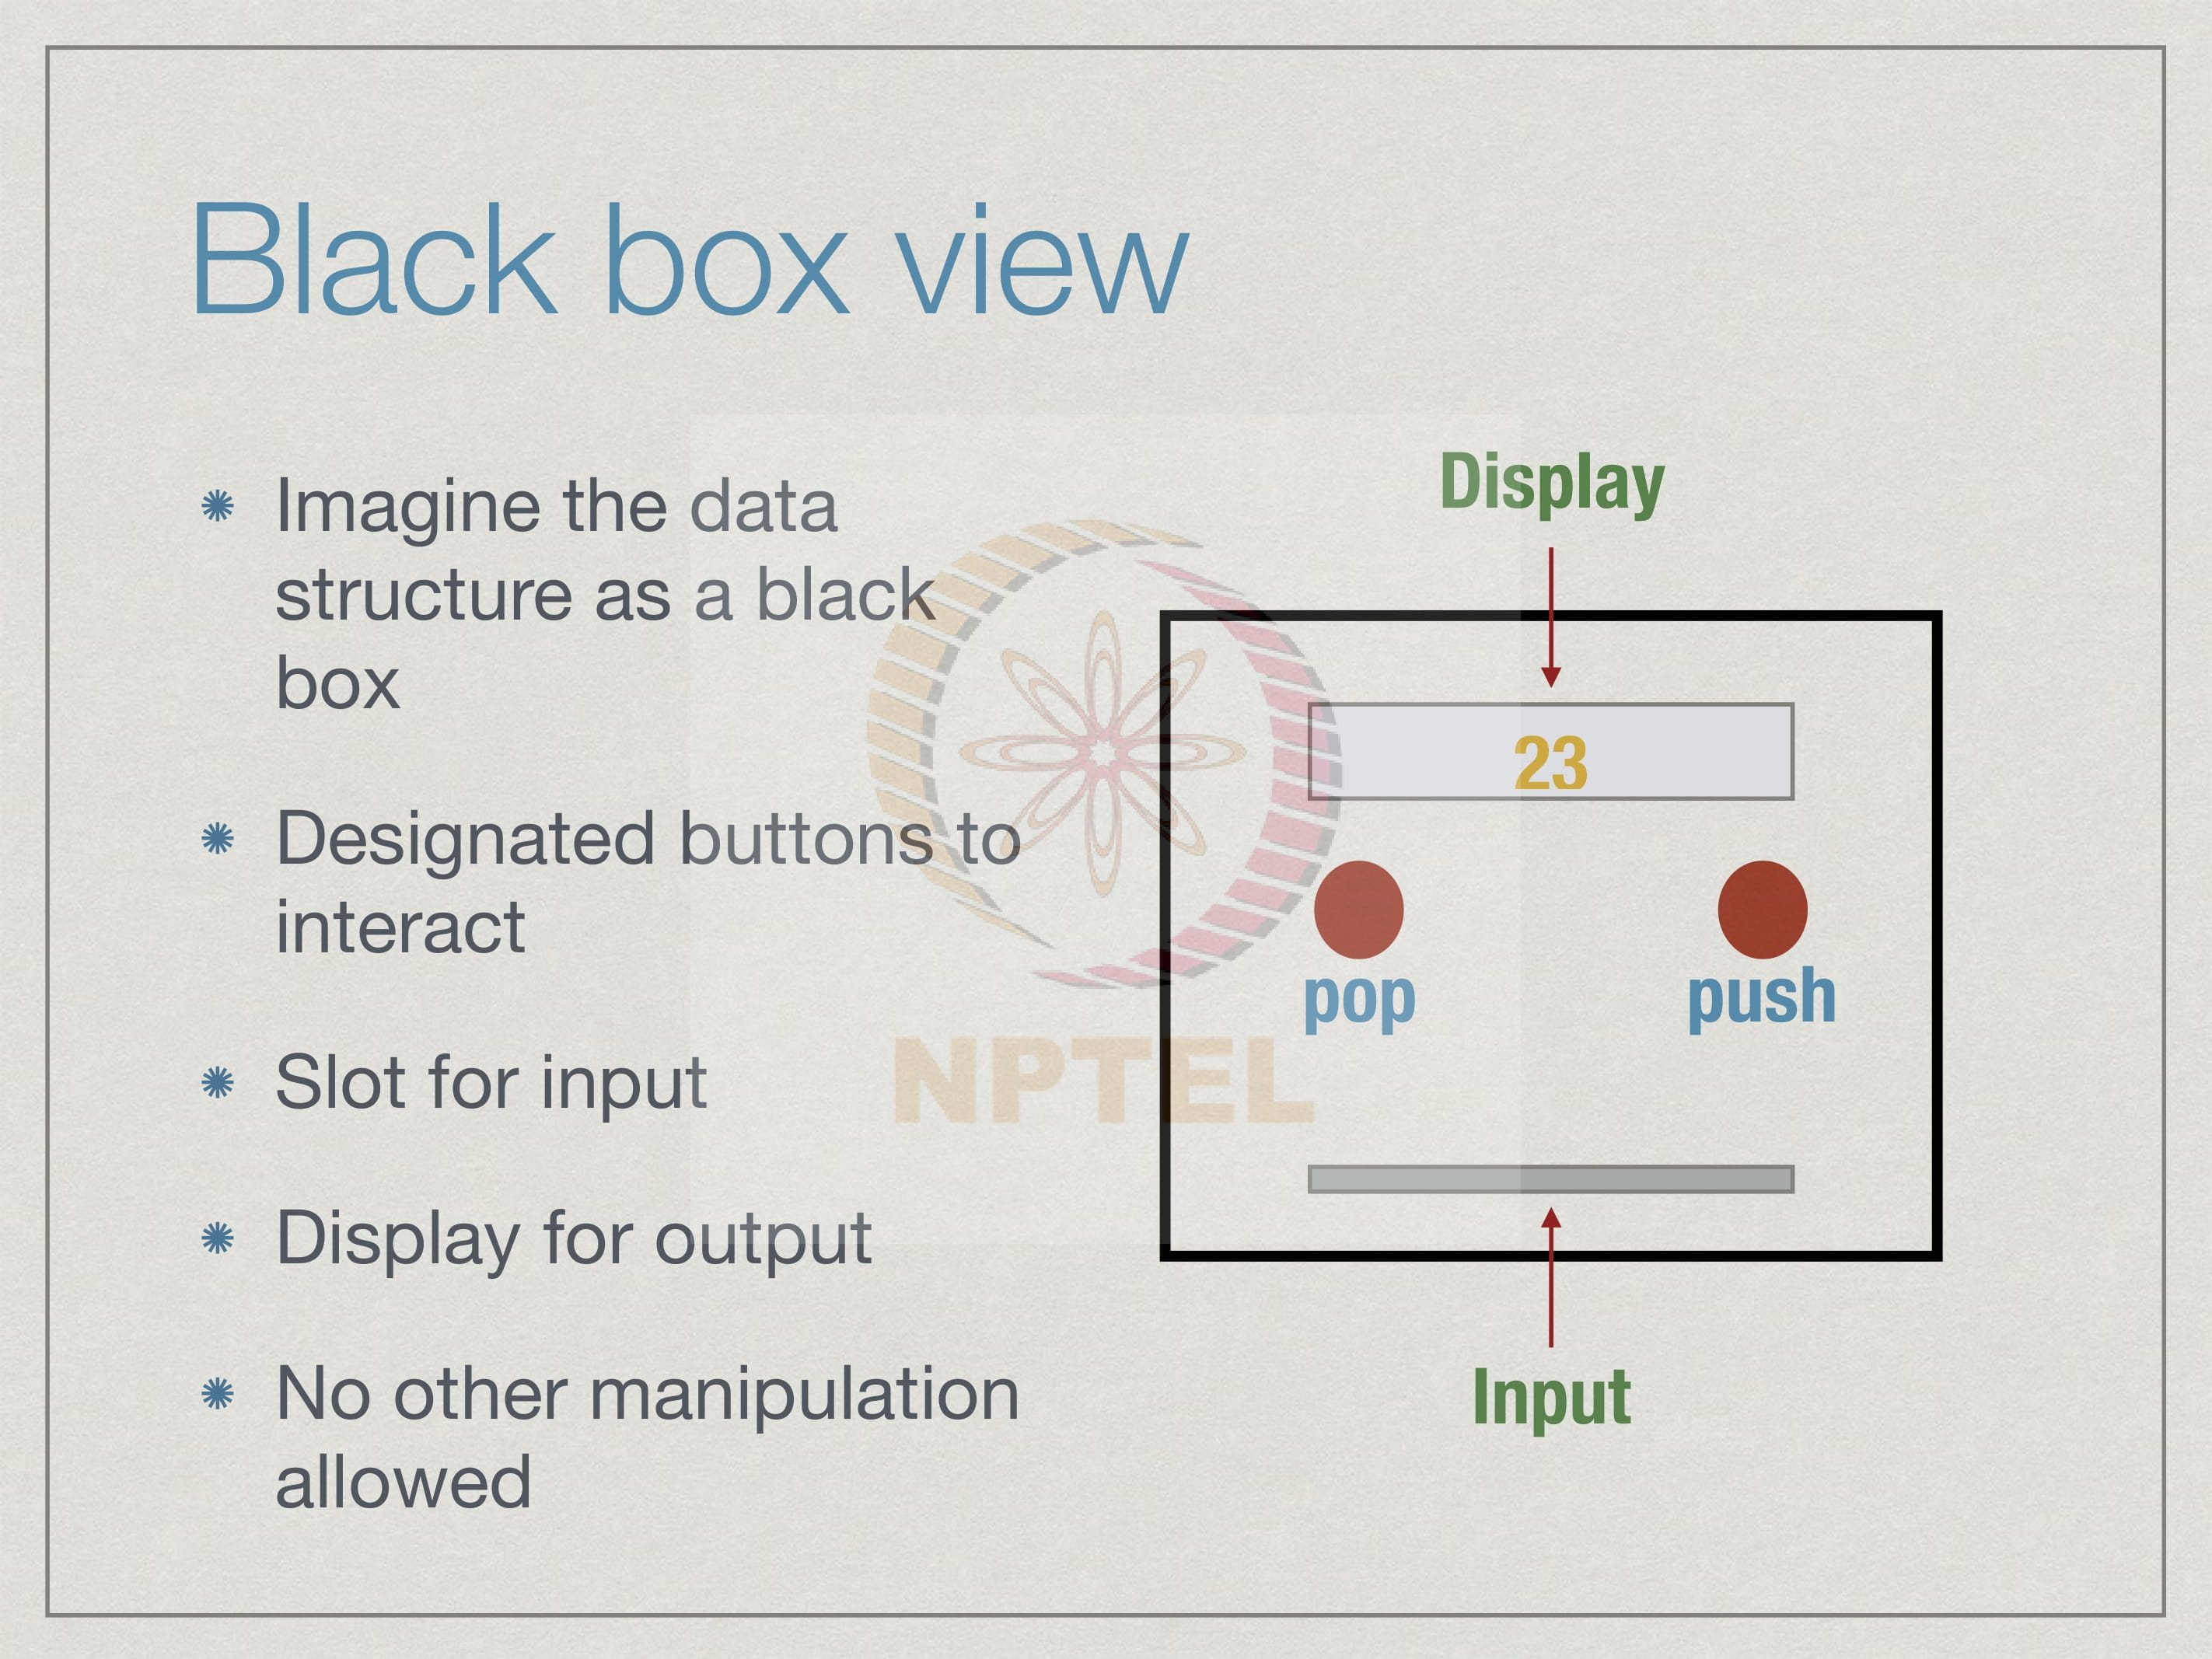 Black box view
Imagine the data
structure as a black
box
Designated buttons to
interact
Slot for input
Display for output
No other manipulation
allowed
Display
23
pop
push
Input
NPTEL